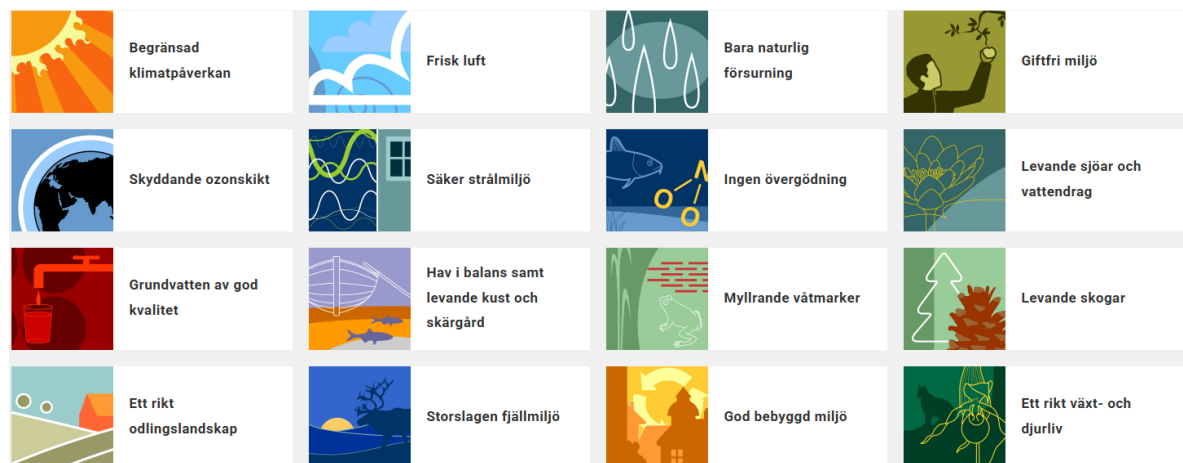 Begränsad
klimatpåverkan
Frisk luft
Bara naturlig
försurning
Giftfri miljö
Skyddande ozonskikt
Säker strålmiljö
N
O
O
Ingen övergödning
Levande sjöar och
vattendrag
Grundvatten av god
kvalitet
Hav i balans samt
levande kust och
skärgård
Myllrande våtmarker
Levande skogar
Ett rikt
odlingslandskap
Storslagen fjällmiljö
God bebyggd miljö
Ett rikt växt- och
djurliv